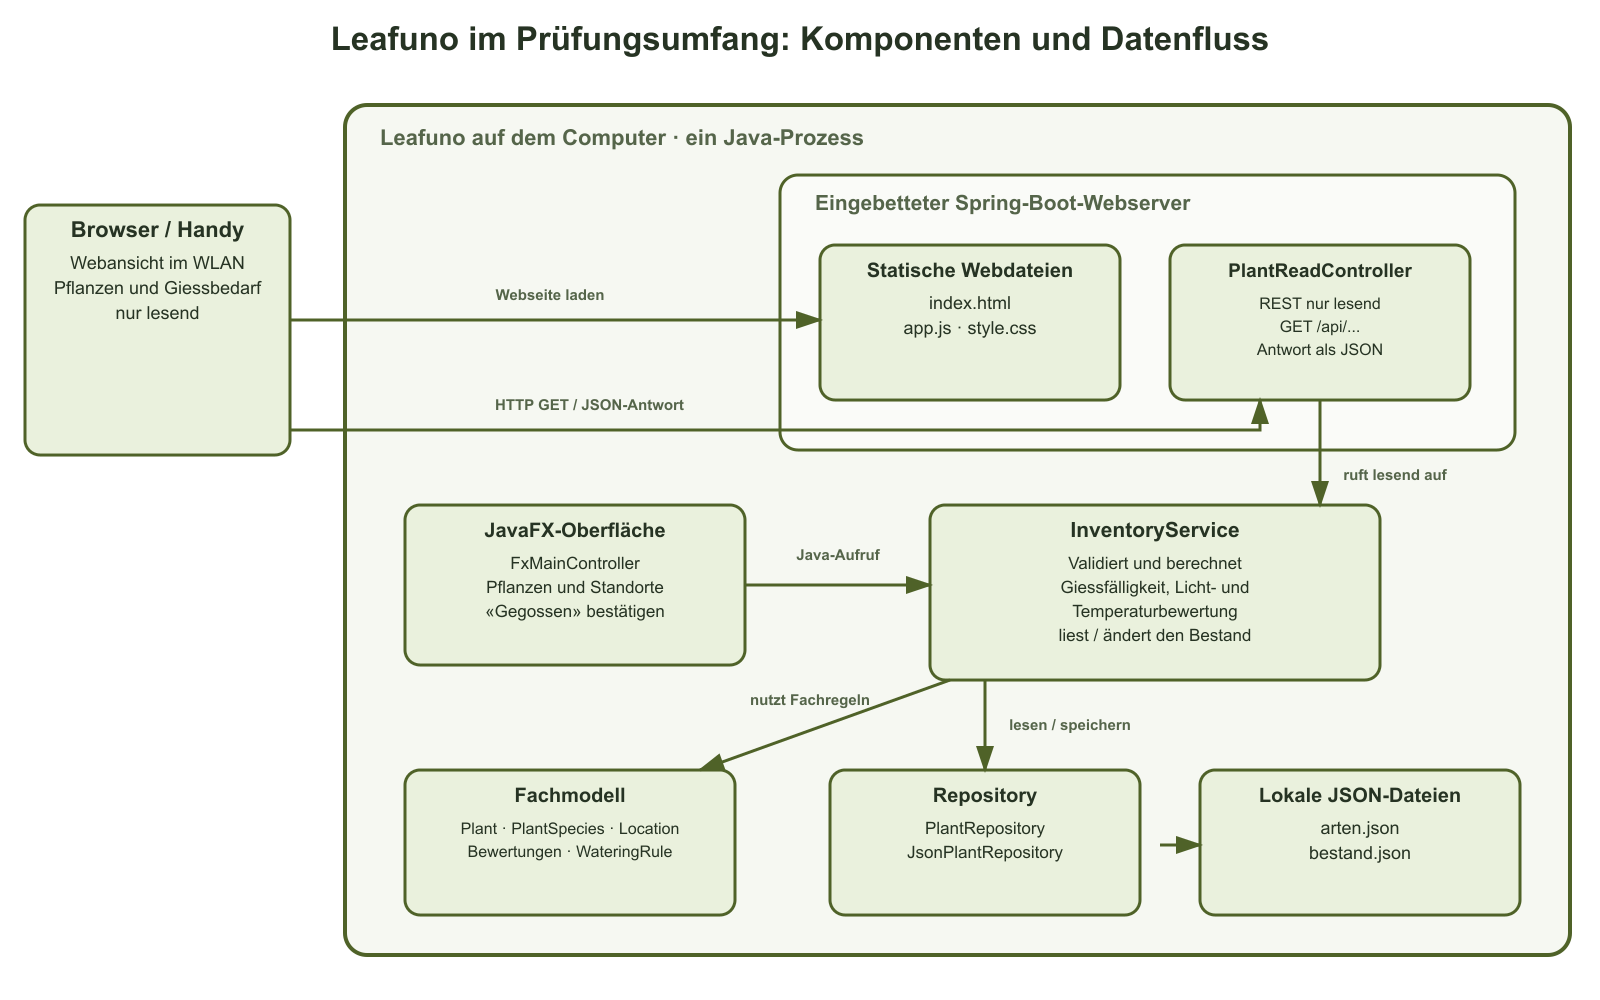 Leafuno im Prüfungsumfang: Komponenten und Datenfluss
Leafuno auf dem Computer · ein Java-Prozess
Browser / Handy
Webansicht im WLAN
Pflanzen und Giessbedarf
nur lesend
Webseite laden
HTTP GET / JSON-Antwort
Eingebetteter Spring-Boot-Webserver
Statische Webdateien
index.html
app.js · style.css
PlantReadController
REST nur lesend
GET /api/...
Antwort als JSON
ruft lesend auf
JavaFX-Oberfläche
FxMainController
Pflanzen und Standorte
«Gegossen» bestätigen
Java-Aufruf
InventoryService
Validiert und berechnet
Giessfälligkeit, Licht- und
Temperaturbewertung
liest / ändert den Bestand
nutzt Fachregeln
lesen / speichern
Fachmodell
Plant · PlantSpecies · Location
Bewertungen · WateringRule
Repository
PlantRepository
JsonPlantRepository
Lokale JSON-Dateien
arten.json
bestand.json